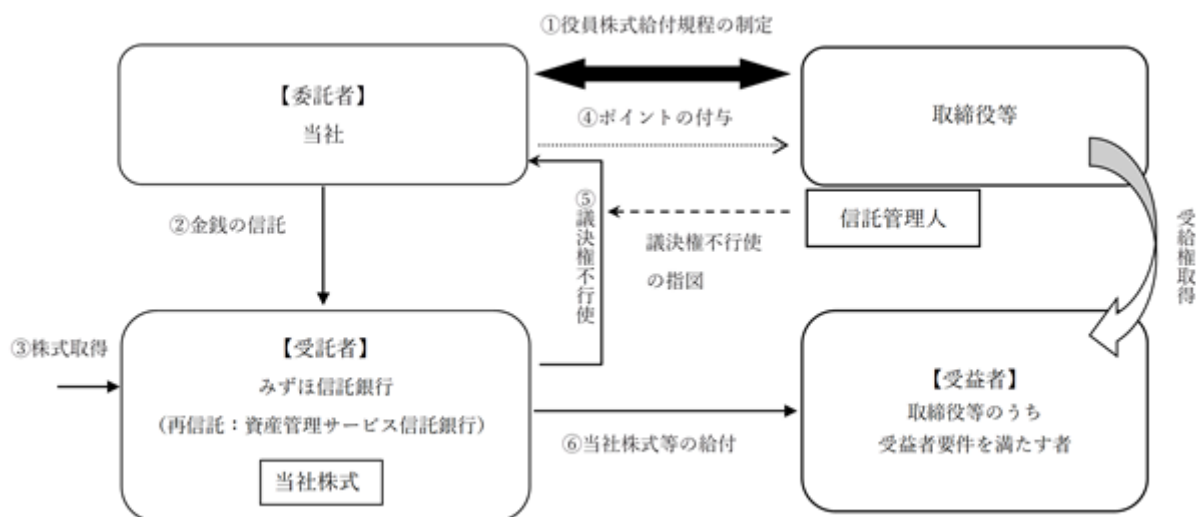 ①役員株式給付規程の制定
【委託者】
当社
④ポイントの付与
取締役等
②金銭の信託
⑤議決権不行使
議決権不行使
の指図
信託管理人
受給権取得
③株式取得
【受託者】
みずほ信託銀行
(再信託：資産管理サービス信託銀行)
当社株式
⑥当社株式等の給付
【受益者】
取締役等のうち
受益者要件を満たす者